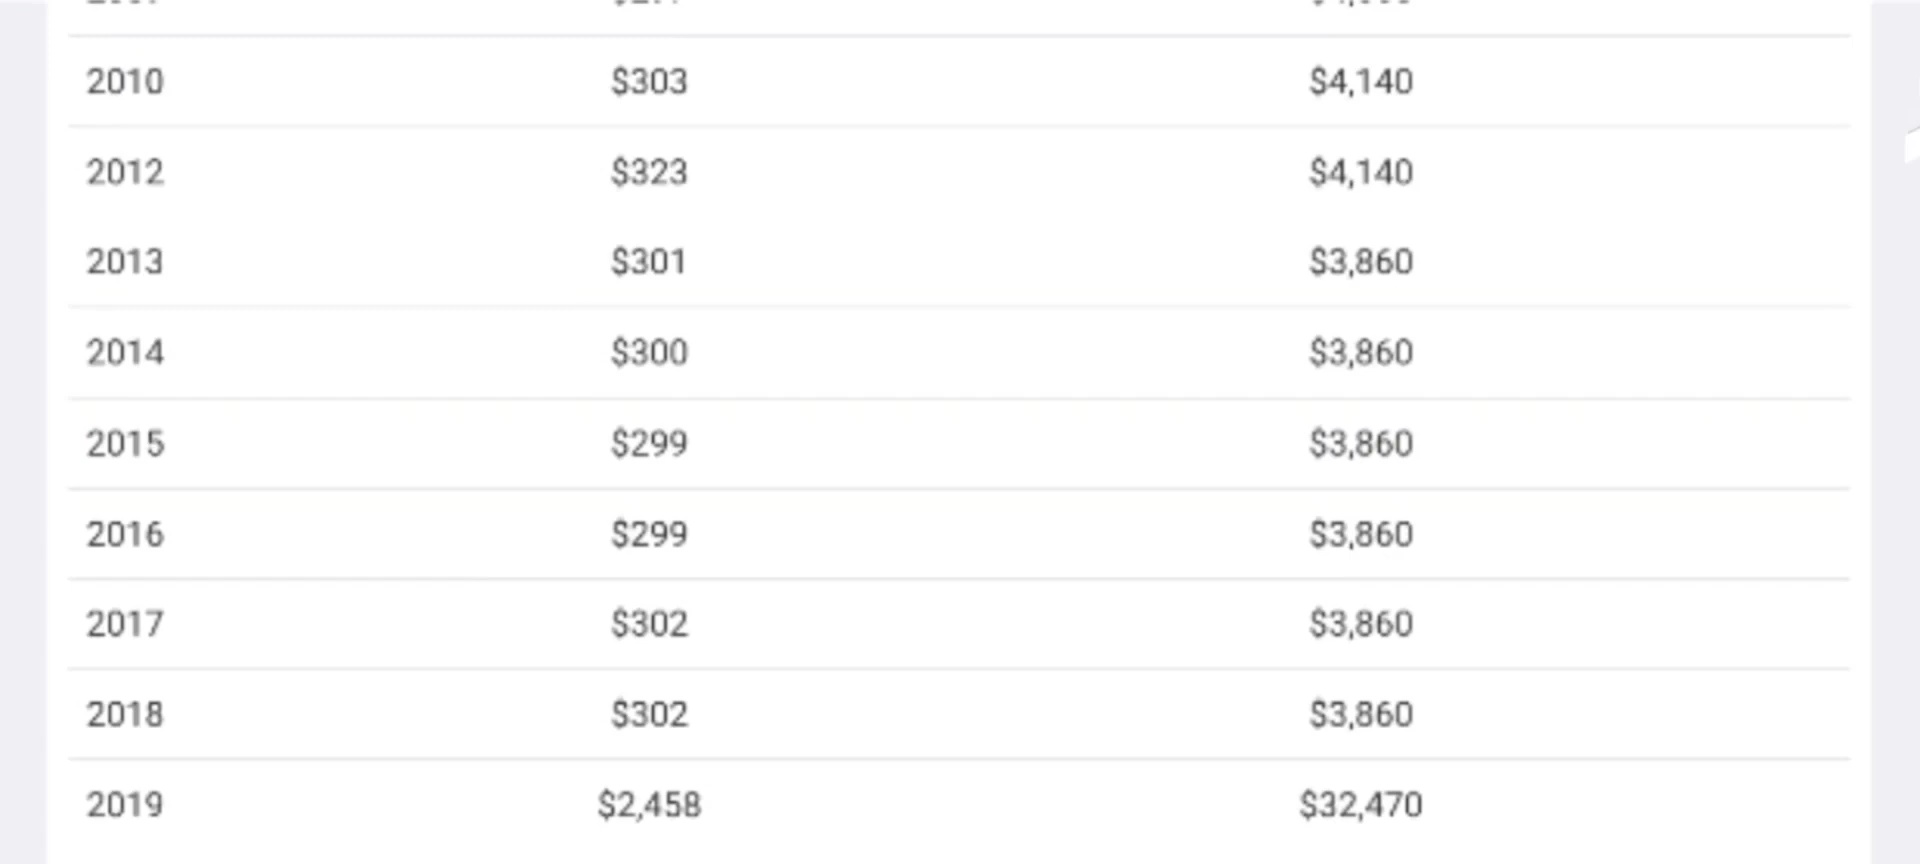 2010 $303 $4,140
2012 $323 $4,140
2013 $301 $3,860
2014 $300 $3,860
2015 $299 $3,860
2016 $299 $3,860
2017 $302 $3,860
2018 $302 $3,860
2019 $2,458 $32,470